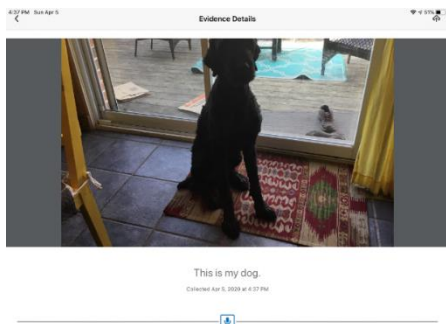 4:37 PM Sun Apr 5
51%
Evidence Details
This is my dog.
Collected Apr 5, 2020 at 4:37 PM